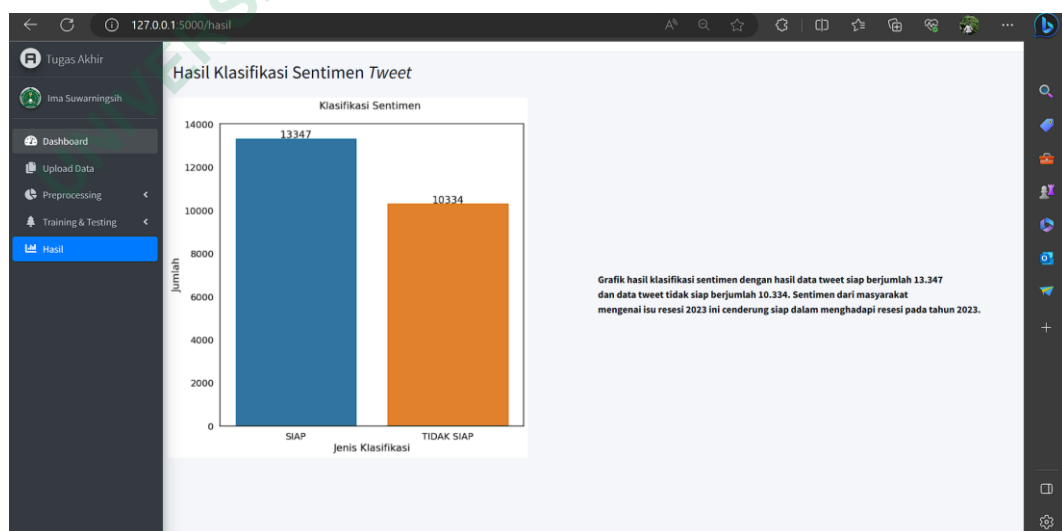 127.0.0.1:5000/hasil
Tugas Akhir
Ima Suwarningsih
Dashboard
Upload Data
Preprocessing
Training & Testing
Hasil
Hasil Klasifikasi Sentimen Tweet
Klasifikasi Sentimen
14000
12000
10000
8000
6000
4000
2000
0
Jumlah
13347
10334
SIAP
TIDAK SIAP
Jenis Klasifikasi
Grafik hasil klasifikasi sentimen dengan hasil data tweet siap berjumlah 13.347
dan data tweet tidak siap berjumlah 10.334. Sentimen dari masyarakat
mengenai isu resesi 2023 ini cenderung siap dalam menghadapi resesi pada tahun 2023.